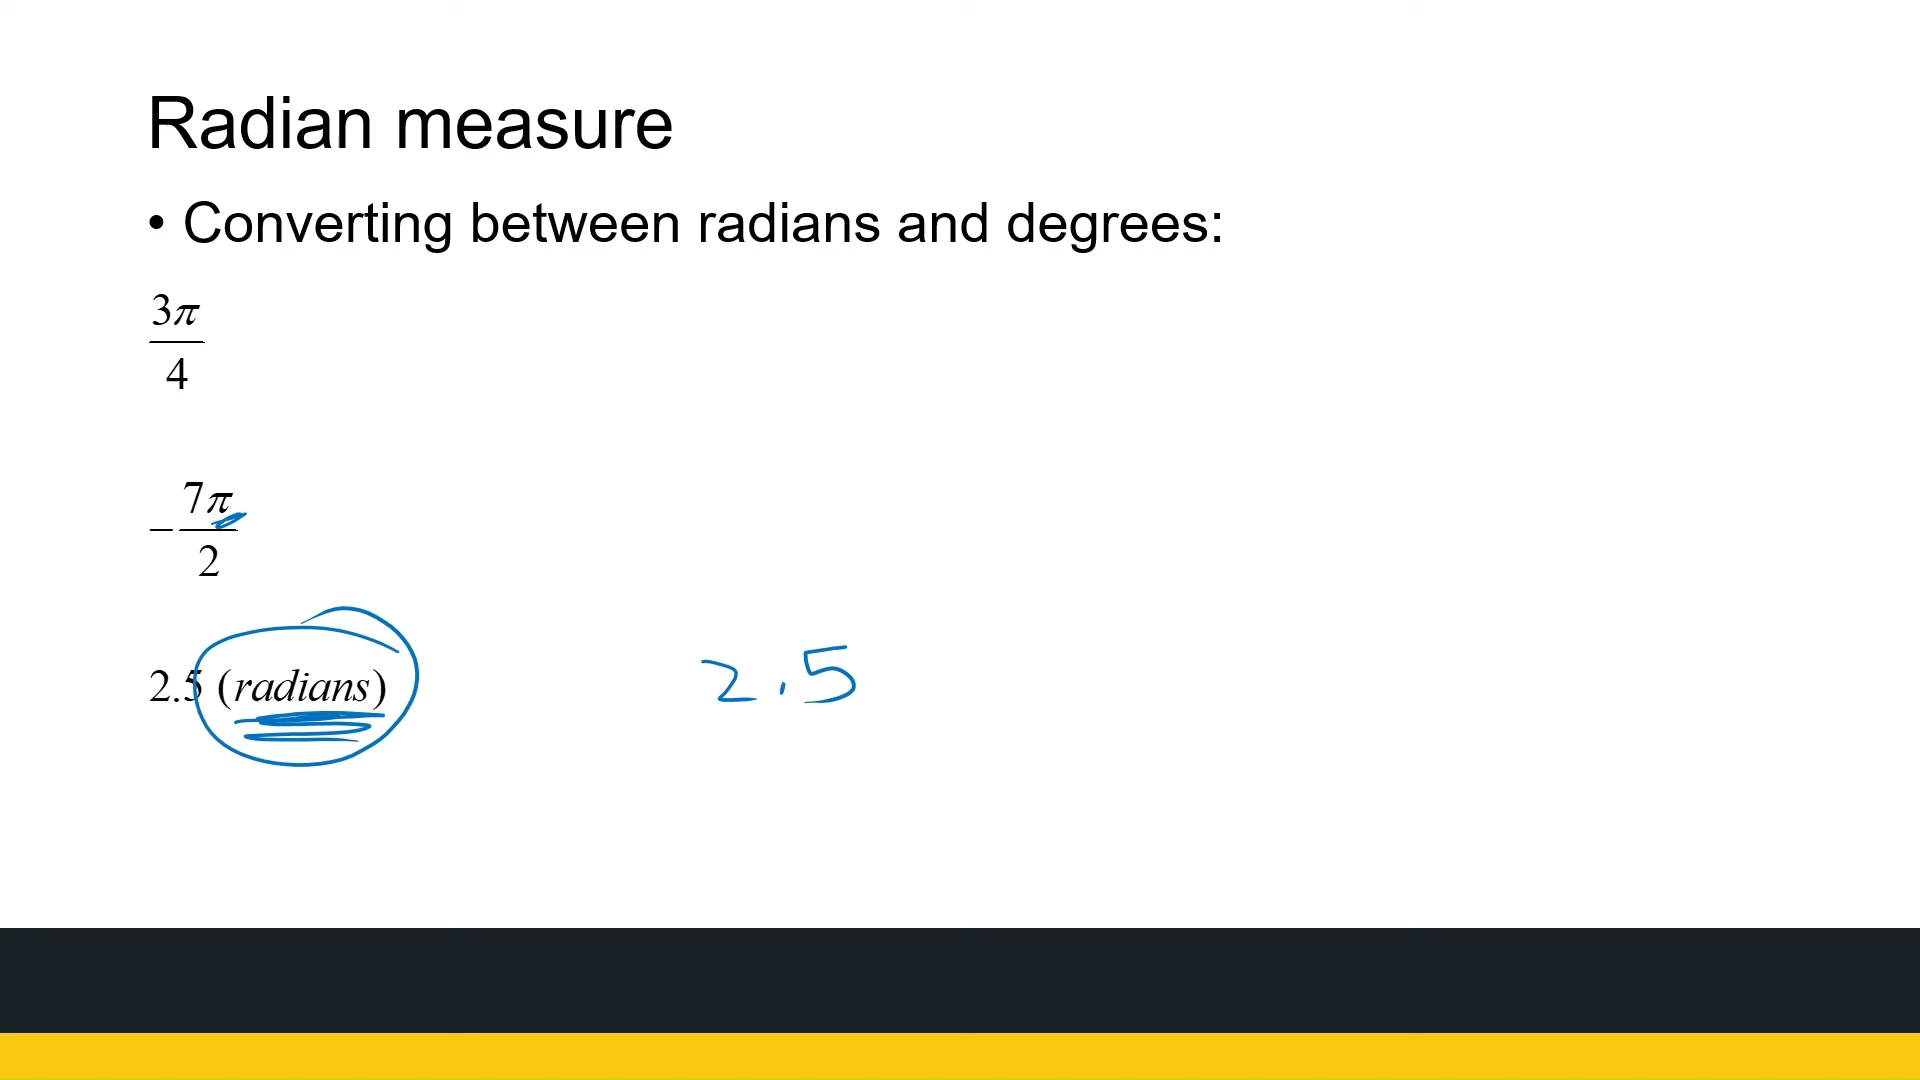 Radian measure
• Converting between radians and degrees:
3π
4
−7π
2
2.5 (radians) 2.5